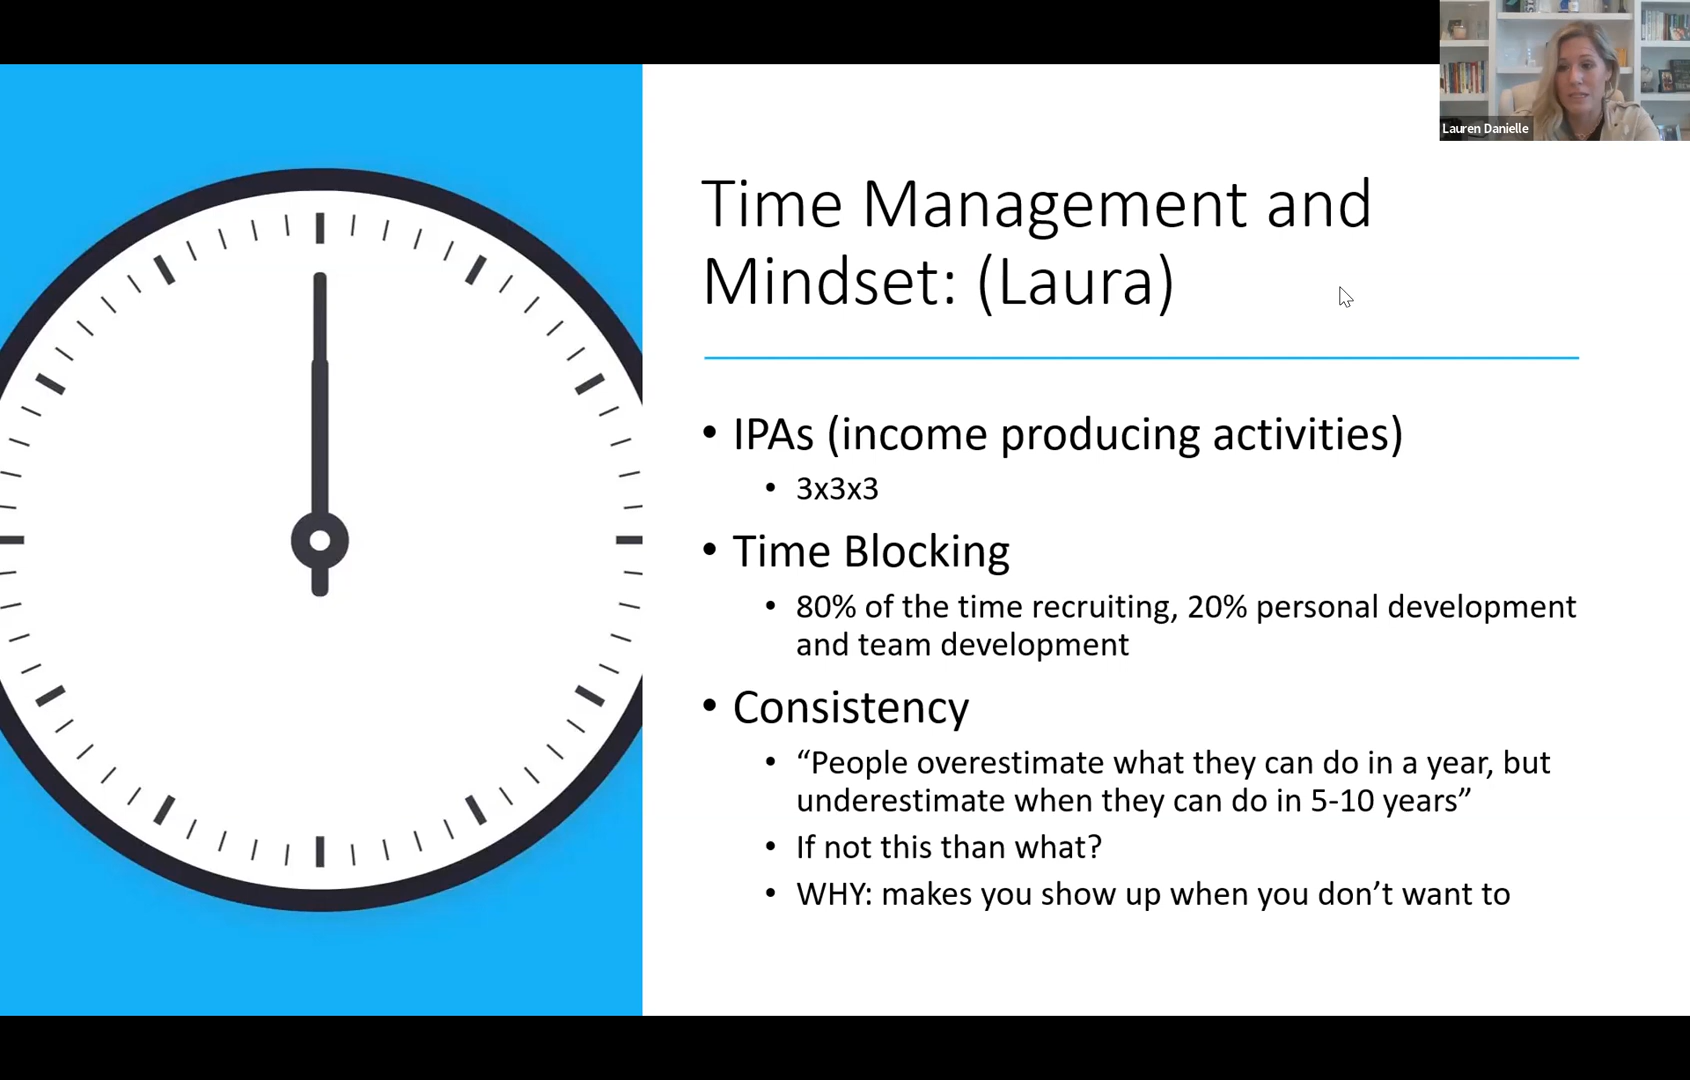 Lauren Danielle
Time Management and
Mindset: (Laura)
• IPAs (income producing activities)
• 3x3x3
• Time Blocking
• 80% of the time recruiting, 20% personal development
and team development
• Consistency
• “People overestimate what they can do in a year, but
underestimate when they can do in 5-10 years”
• If not this than what?
• WHY: makes you show up when you don’t want to